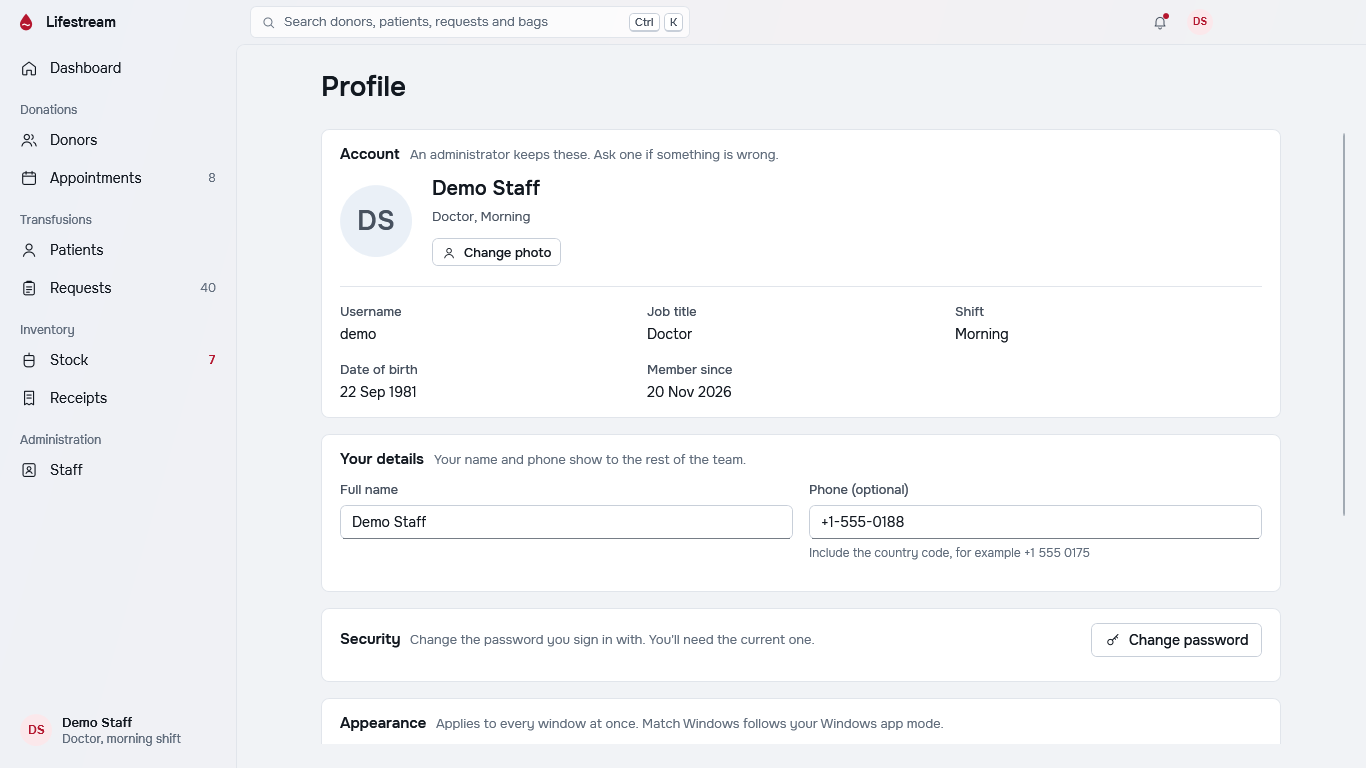 Lifestream
Search donors, patients, requests and bags
Ctrl K
DS
Dashboard
Donations
Donors
Appointments 8
Transfusions
Patients
Requests 40
Inventory
Stock 7
Receipts
Administration
Staff
DS
Demo Staff
Doctor, morning shift
Profile
Account An administrator keeps these. Ask one if something is wrong.
DS
Demo Staff
Doctor, Morning
Change photo
Username Job title Shift
demo Doctor Morning
Date of birth Member since
22 Sep 1981 20 Nov 2026
Your details Your name and phone show to the rest of the team.
Full name Phone (optional)
Demo Staff +1-555-0188
Include the country code, for example +1 555 0175
Security Change the password you sign in with. You'll need the current one.
Change password
Appearance Applies to every window at once. Match Windows follows your Windows app mode.